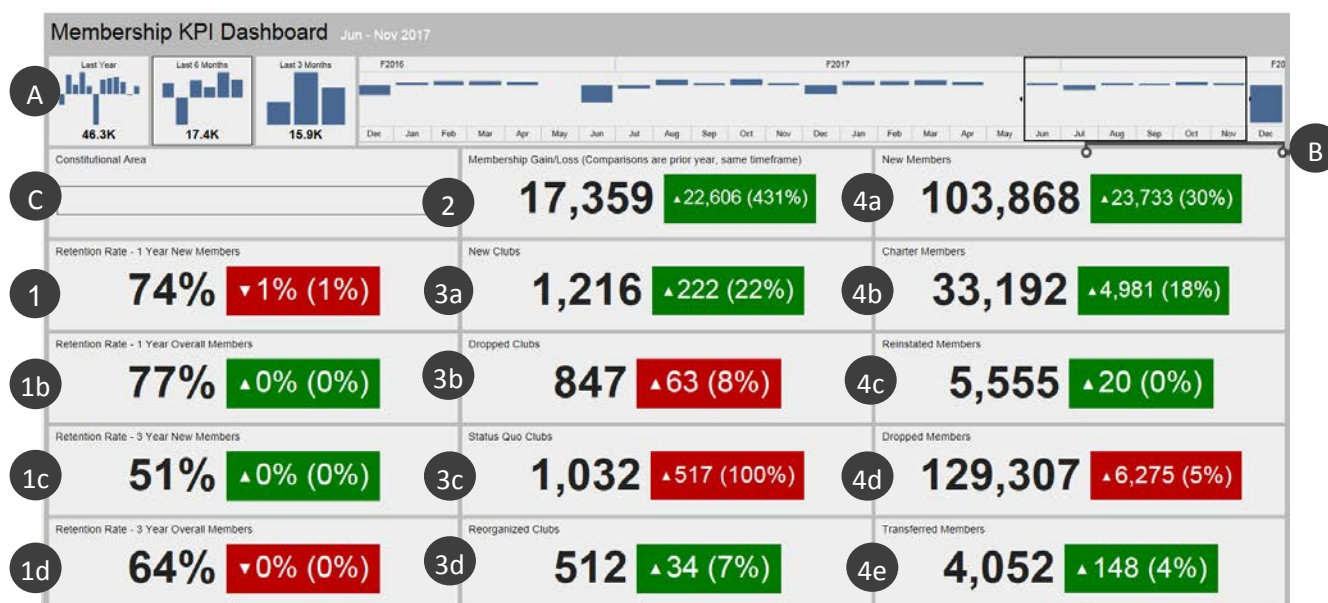 Membership KPI Dashboard Jun - Nov 2017
A
Last Year
46.3K
Last 6 Months
17.4K
Last 3 Months
15.9K
F2016
F2017
F20
Dec Jan Feb Mar Apr May Jun Jul Aug Sep Oct Nov Dec Jan Feb Mar Apr May Jun Jul Aug Sep Oct Nov Dec
B
C
Constitutional Area
2
Membership Gain/Loss (Comparisons are prior year, same timeframe)
17,359 ▲22,606 (431%)
4a
New Members
103,868 ▲23,733 (30%)
1
Retention Rate - 1 Year New Members
74% ▼1% (1%)
3a
New Clubs
1,216 ▲222 (22%)
4b
Charter Members
33,192 ▲4,981 (18%)
1b
Retention Rate - 1 Year Overall Members
77% ▲0% (0%)
3b
Dropped Clubs
847 ▲63 (8%)
4c
Reinstated Members
5,555 ▲20 (0%)
1c
Retention Rate - 3 Year New Members
51% ▲0% (0%)
3c
Status Quo Clubs
1,032 ▲517 (100%)
4d
Dropped Members
129,307 ▲6,275 (5%)
1d
Retention Rate - 3 Year Overall Members
64% ▼0% (0%)
3d
Reorganized Clubs
512 ▲34 (7%)
4e
Transferred Members
4,052 ▲148 (4%)